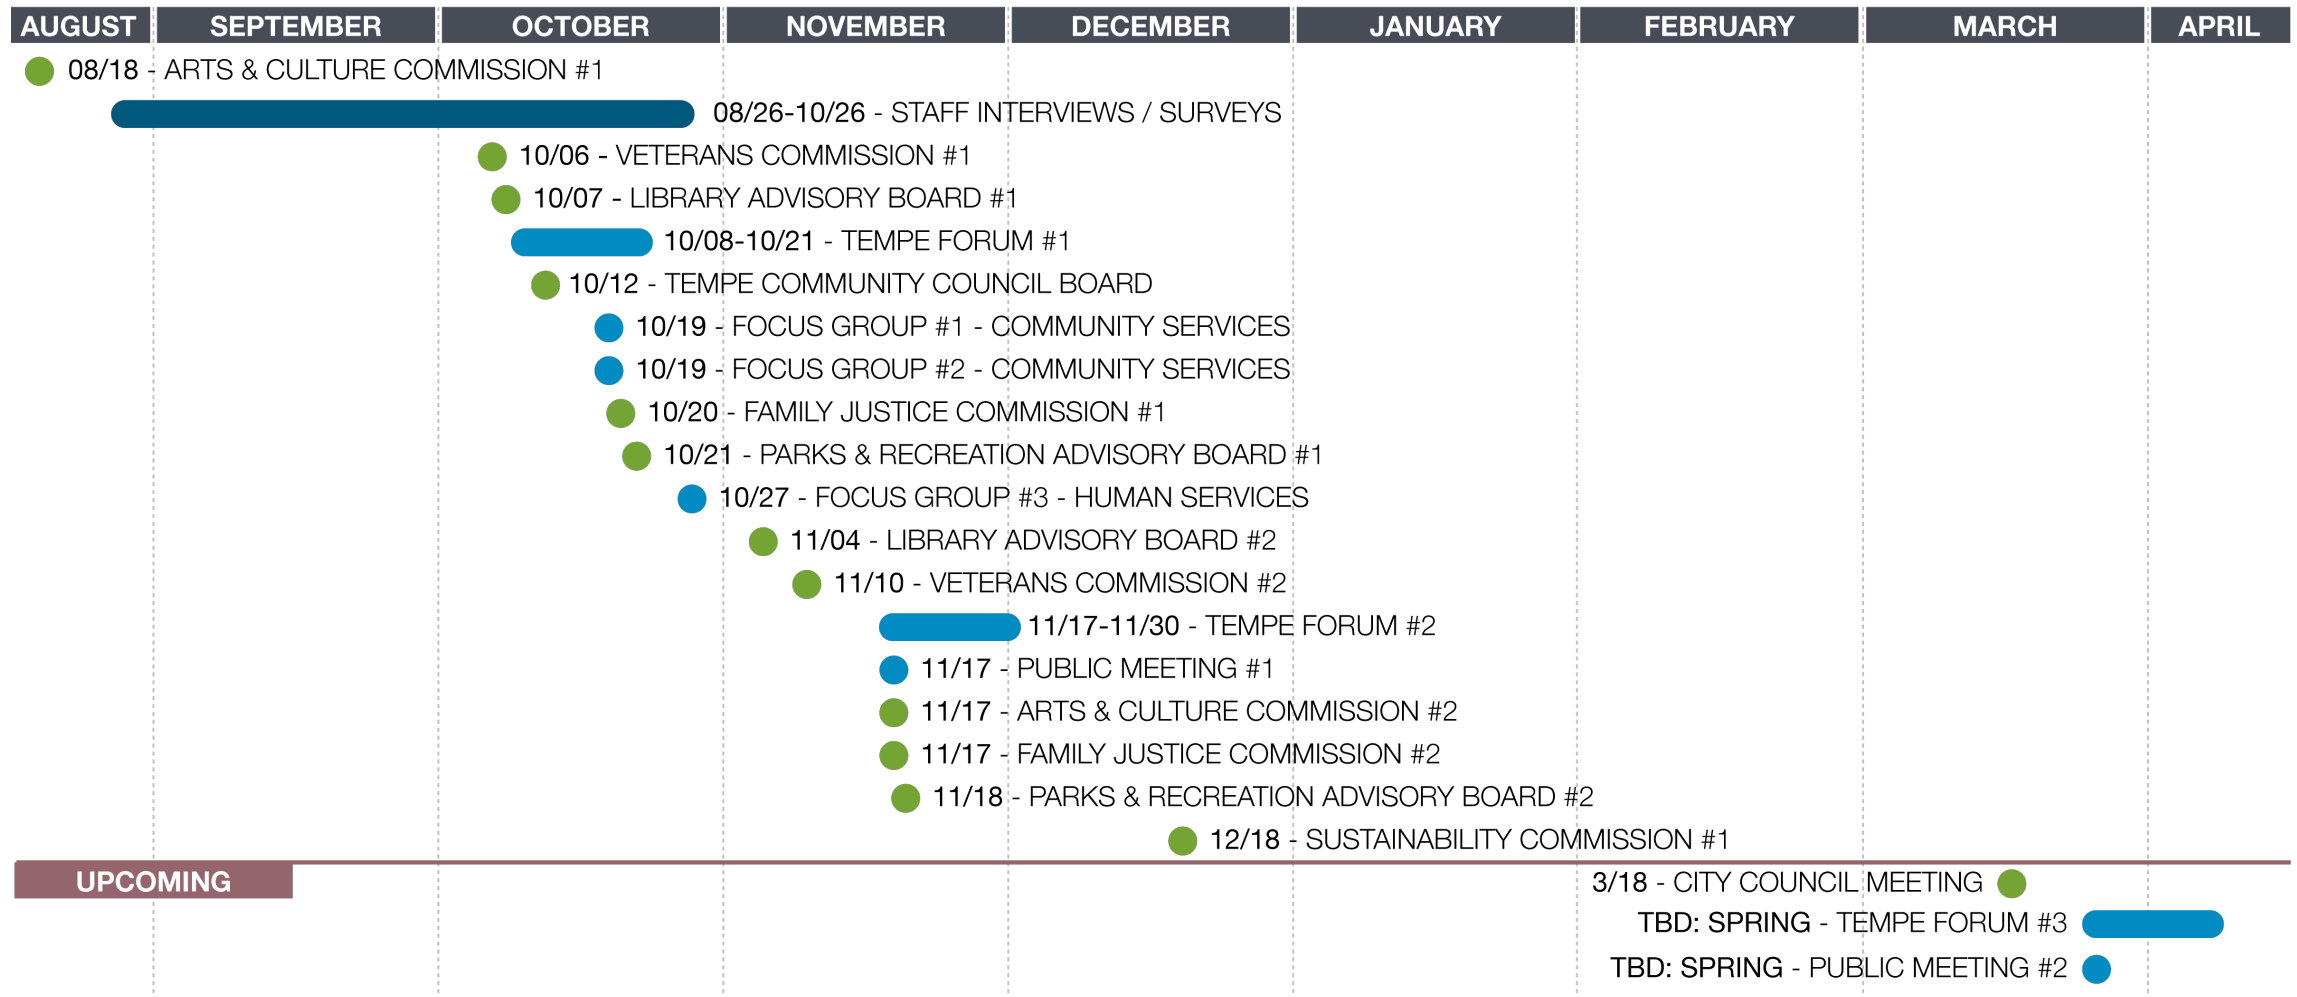 AUGUST SEPTEMBER OCTOBER NOVEMBER DECEMBER JANUARY FEBRUARY MARCH APRIL
08/18 - ARTS & CULTURE COMMISSION #1
08/26-10/26 - STAFF INTERVIEWS / SURVEYS
10/06 - VETERANS COMMISSION #1
10/07 - LIBRARY ADVISORY BOARD #1
10/08-10/21 - TEMPE FORUM #1
10/12 - TEMPE COMMUNITY COUNCIL BOARD
10/19 - FOCUS GROUP #1 - COMMUNITY SERVICES
10/19 - FOCUS GROUP #2 - COMMUNITY SERVICES
10/20 - FAMILY JUSTICE COMMISSION #1
10/21 - PARKS & RECREATION ADVISORY BOARD #1
10/27 - FOCUS GROUP #3 - HUMAN SERVICES
11/04 - LIBRARY ADVISORY BOARD #2
11/10 - VETERANS COMMISSION #2
11/17-11/30 - TEMPE FORUM #2
11/17 - PUBLIC MEETING #1
11/17 - ARTS & CULTURE COMMISSION #2
11/17 - FAMILY JUSTICE COMMISSION #2
11/18 - PARKS & RECREATION ADVISORY BOARD #2
12/18 - SUSTAINABILITY COMMISSION #1
UPCOMING
3/18 - CITY COUNCIL MEETING
TBD: SPRING - TEMPE FORUM #3
TBD: SPRING - PUBLIC MEETING #2